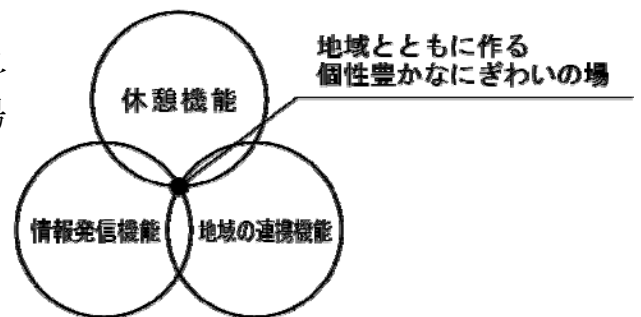 地域とともに作る
個性豊かなにぎわいの場
休憩機能
情報発信機能
地域の連携機能